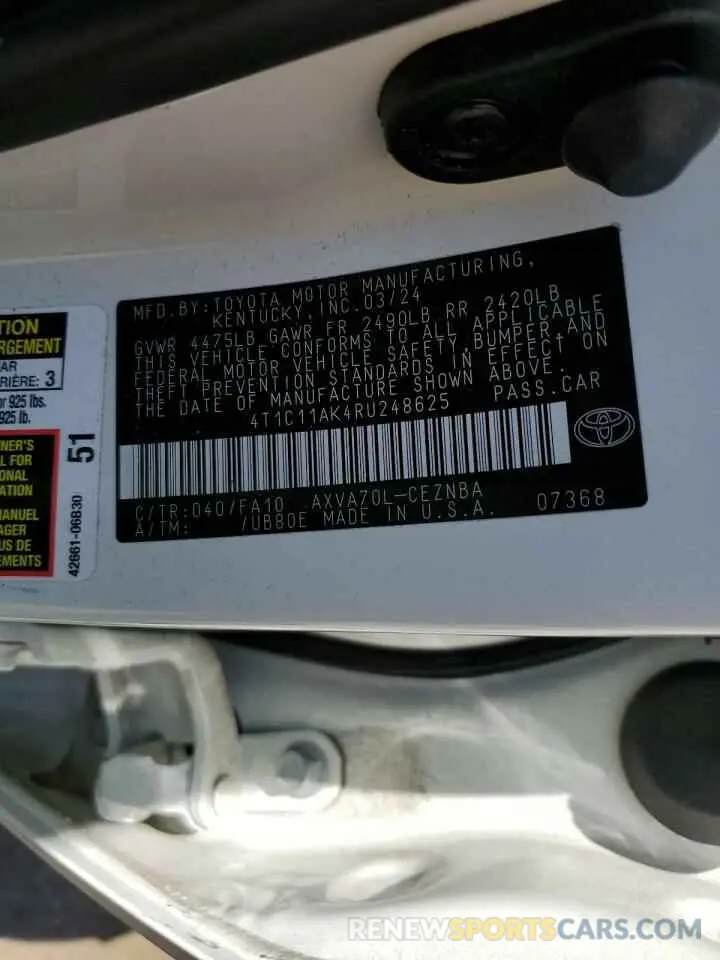 MFD.BY:TOYOTA MOTOR MANUFACTURING,
KENTUCKY, INC.03/24
GVWR 4475LB GAWR FR 2490LB RR 2420LB
THIS VEHICLE CONFORMS TO ALL APPLICABLE
FEDERAL MOTOR VEHICLE SAFETY, BUMPER, AND
THEFT PREVENTION STANDARDS IN EFFECT ON
THE DATE OF MANUFACTURE SHOWN ABOVE.
4T1C11AK4RU248625 PASS.CAR
C/TR:040/FA10 AXVA70L-CEZNBA 07368
A/TM: /UB80E MADE IN U.S.A.
TION
RGEMENT
AR
RIÈRE: 3
or 925 lbs.
925 lb.
NER'S
L FOR
ONAL
ATION
MANUEL
AGER
US DE
EMENTS
51
42661-06830
RENEWSPORTSCARS.COM